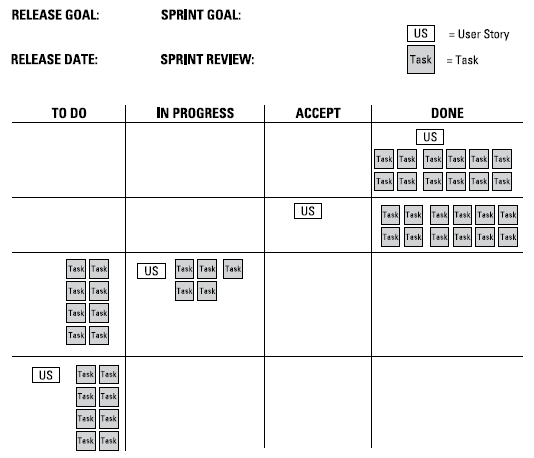 RELEASE GOAL: SPRINT GOAL:
US = User Story
RELEASE DATE: SPRINT REVIEW:
Task = Task
TO DO IN PROGRESS ACCEPT DONE
US
Task Task Task Task Task Task
Task Task Task Task Task Task
US Task Task Task Task Task Task
Task Task Task Task Task Task
Task Task US Task Task Task
Task Task Task Task
Task Task
Task Task
US Task Task
Task Task
Task Task
Task Task